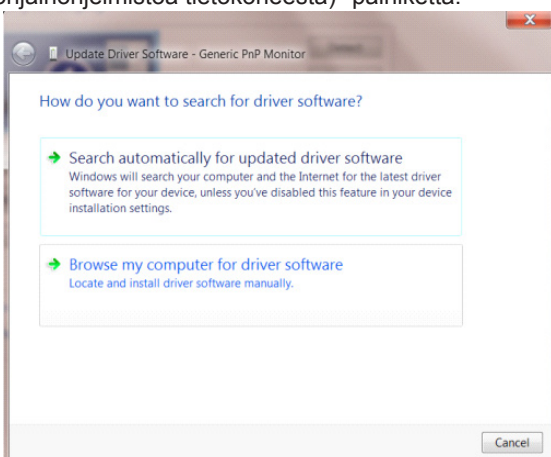 ohjainohjelmistoa tietokoneesta)" painiketta.
Update Driver Software - Generic PnP Monitor
How do you want to search for driver software?
Search automatically for updated driver software
Windows will search your computer and the Internet for the latest driver
software for your device, unless you've disabled this feature in your device
installation settings.
Browse my computer for driver software
Locate and install driver software manually.
Cancel